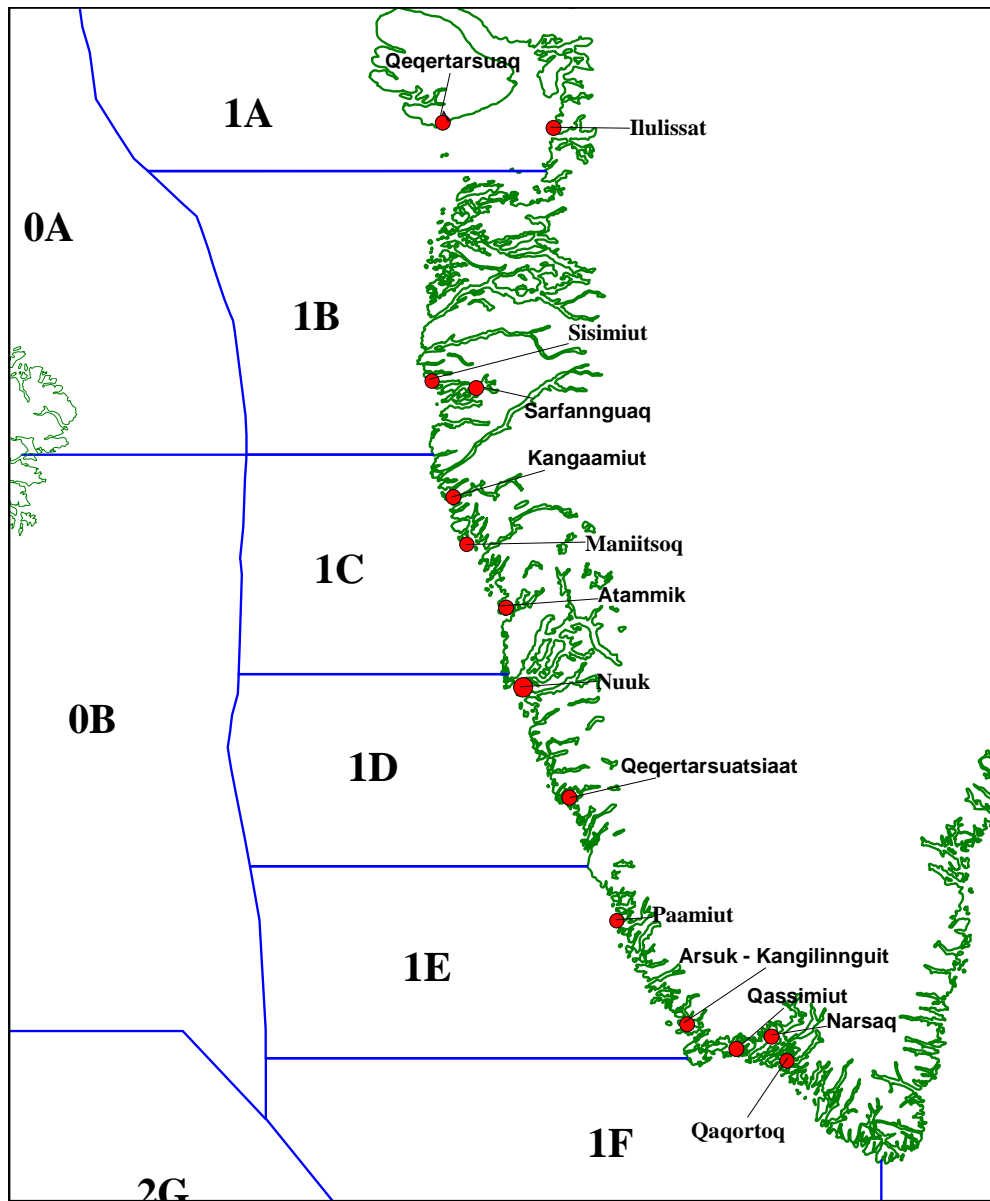 Qeqertarsuaq
1A
Ilulissat
0A
1B
Sisimiut
Sarfannguaq
Kangaamiut
Maniitsoq
1C
Atammik
Nuuk
0B
1D
Qeqertarsuatsiaat
Paamiut
1E
Arsuk - Kangilinnguit
Qassimiut
Narsaq
Qaqortoq
1F
2G